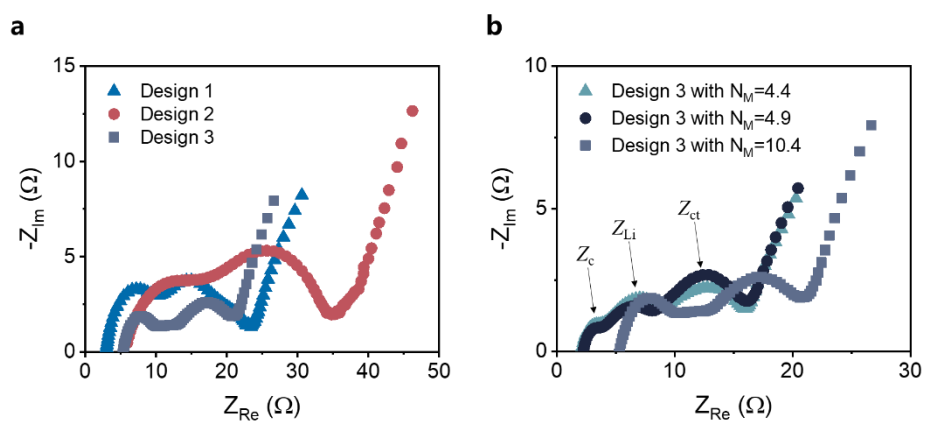 a
15
10
5
0
-Z_Im (Ω)
Design 1
Design 2
Design 3
0 10 20 30 40 50
Z_Re (Ω)
b
10
5
0
-Z_Im (Ω)
Design 3 with N_M=4.4
Design 3 with N_M=4.9
Design 3 with N_M=10.4
Z_c
Z_Li
Z_ct
0 10 20 30
Z_Re (Ω)